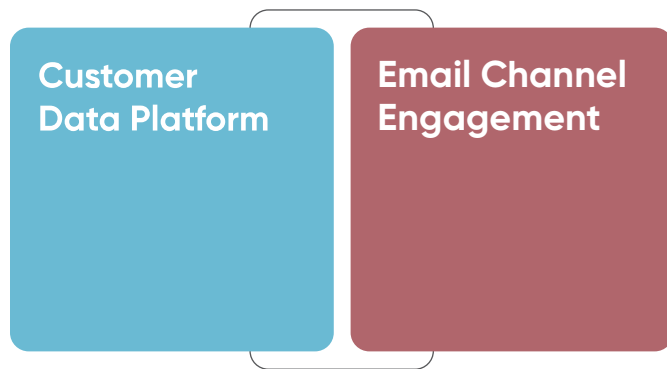 Customer
Data Platform
Email Channel
Engagement